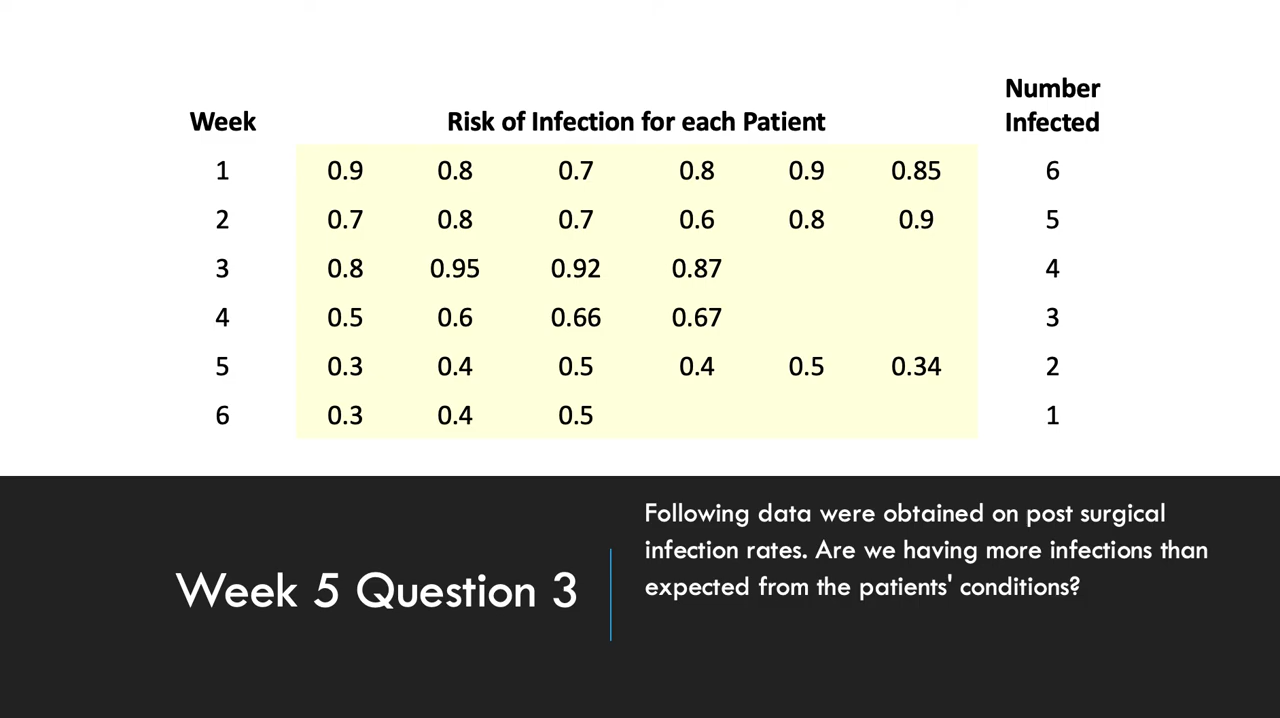 Number
Week Risk of Infection for each Patient Infected
1 0.9 0.8 0.7 0.8 0.9 0.85 6
2 0.7 0.8 0.7 0.6 0.8 0.9 5
3 0.8 0.95 0.92 0.87 4
4 0.5 0.6 0.66 0.67 3
5 0.3 0.4 0.5 0.4 0.5 0.34 2
6 0.3 0.4 0.5 1
Week 5 Question 3
Following data were obtained on post surgical
infection rates. Are we having more infections than
expected from the patients' conditions?